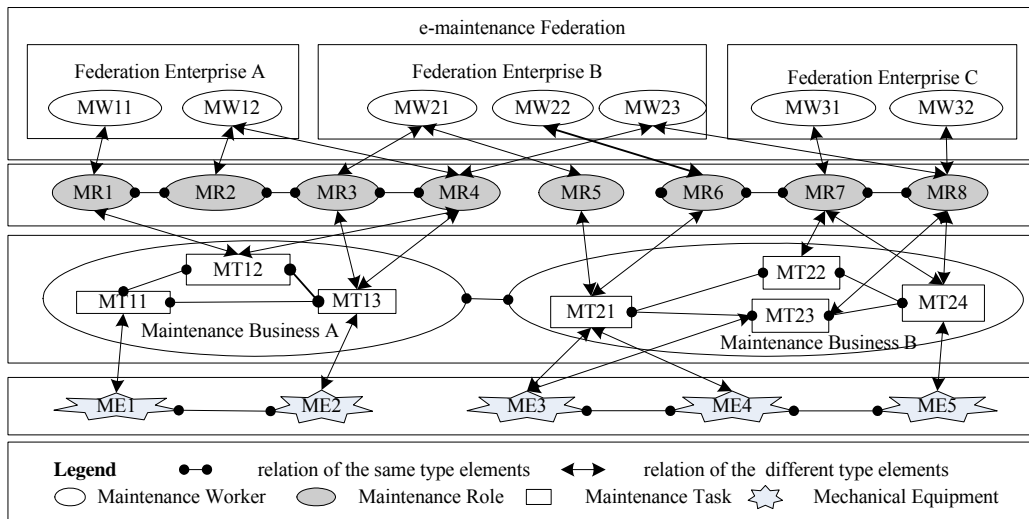 e-maintenance Federation
Federation Enterprise A
Federation Enterprise B
Federation Enterprise C
MW11
MW12
MW21
MW22
MW23
MW31
MW32
MR1
MR2
MR3
MR4
MR5
MR6
MR7
MR8
MT12
MT11
MT13
Maintenance Business A
MT22
MT21
MT23
MT24
Maintenance Business B
ME1
ME2
ME3
ME4
ME5
Legend
relation of the same type elements
relation of the different type elements
Maintenance Worker
Maintenance Role
Maintenance Task
Mechanical Equipment